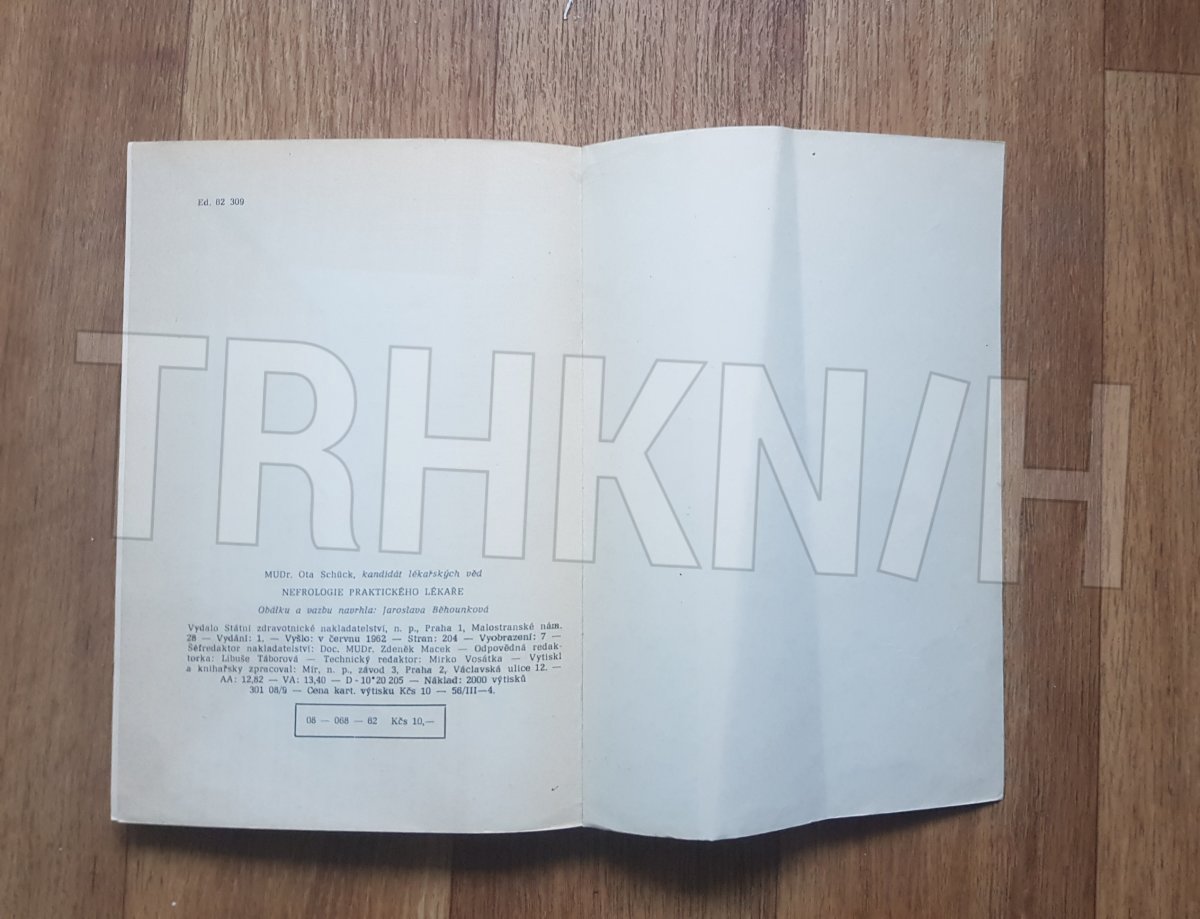 Ed. 02 309
TRHKNIH
MUDr. Ota Schück, kandidát lékařských věd
NEFROLOGIE PRAKTICKÉHO LÉKAŘE
Obálku a vazbu navrhla: Jaroslava Běhounková
Vydalo Státní zdravotnické nakladatelství, n. p., Praha 1, Malostranské nám.
28 — Vydání: 1. — Vyšlo: v červnu 1962 — Stran: 204 — Vyobrazení: 7 —
Šéfredaktor nakladatelství: Doc. MUDr. Zdeněk Macek — Odpovědná redak-
torka: Libuše Táborová — Technický redaktor: Mirko Vosátka — Vytiskl
a knihařsky zpracoval: Mír, n. p., závod 3, Praha 2, Václavská ulice 12. —
AA: 12,82 — VA: 13,40 — D-10*20 205 — Náklad: 2000 výtisků
301 08/9 — Cena kart. výtisku Kčs 10 — 56/III—4.
08 — 068 — 62 Kčs 10,—